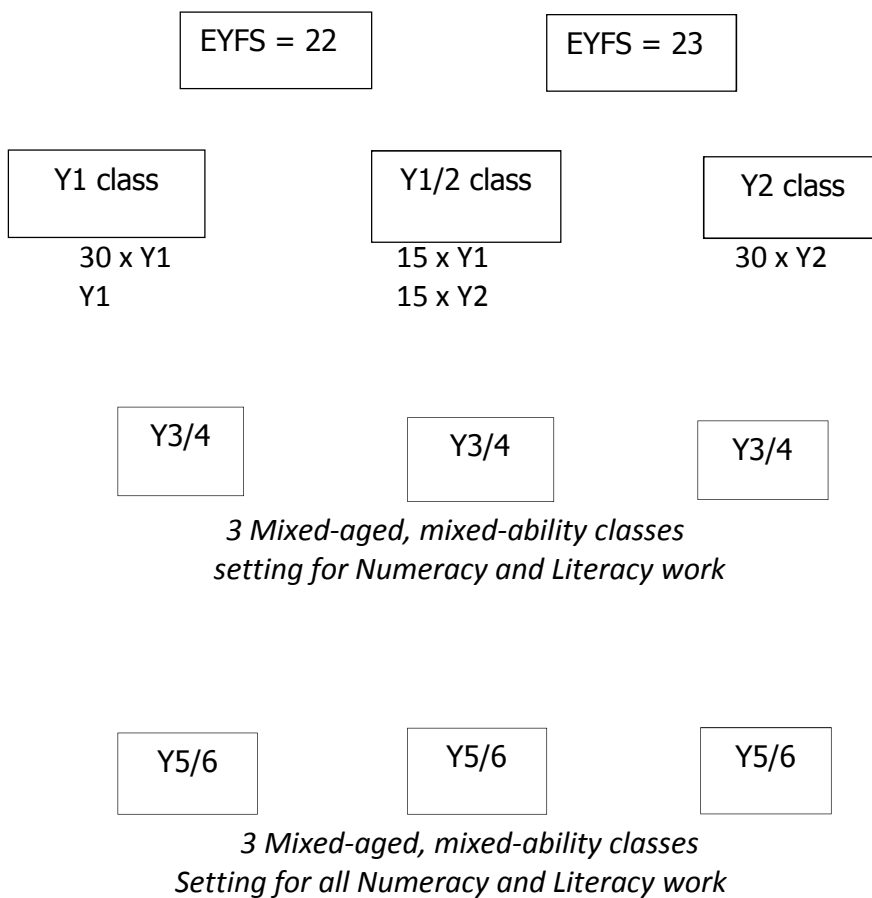 EYFS = 22 EYFS = 23
Y1 class Y1/2 class Y2 class
30 x Y1 15 x Y1 30 x Y2
Y1 15 x Y2
Y3/4 Y3/4 Y3/4
3 Mixed-aged, mixed-ability classes
setting for Numeracy and Literacy work
Y5/6 Y5/6 Y5/6
3 Mixed-aged, mixed-ability classes
Setting for all Numeracy and Literacy work